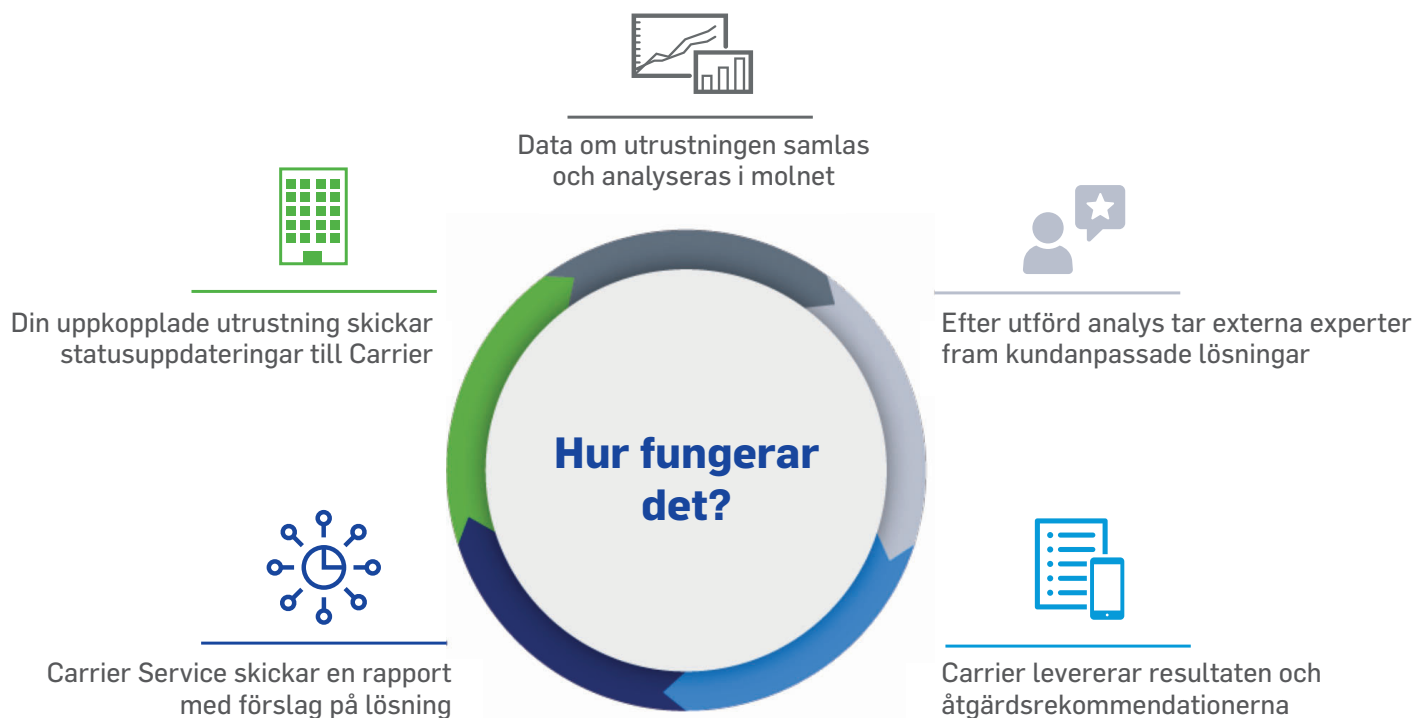 Data om utrustningen samlas
och analyseras i molnet
Din uppkopplade utrustning skickar
statusuppdateringar till Carrier
Efter utförd analys tar externa experter
fram kundanpassade lösningar
Hur fungerar
det?
Carrier Service skickar en rapport
med förslag på lösning
Carrier levererar resultaten och
åtgärdsrekommendationerna